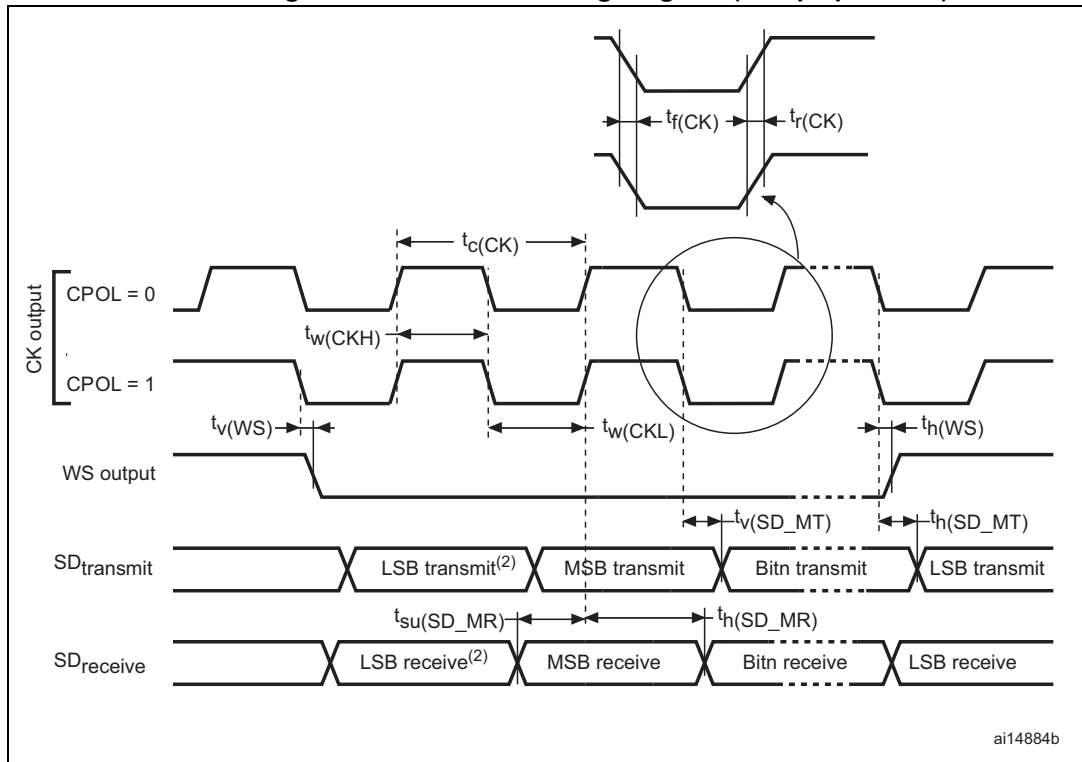 tf(CK)
tr(CK)
tc(CK)
CK output
CPOL = 0
tw(CKH)
CPOL = 1
tv(WS)
tw(CKL)
th(WS)
WS output
tv(SD_MT)
th(SD_MT)
SDtransmit
LSB transmit(2)
MSB transmit
Bitn transmit
LSB transmit
tsu(SD_MR)
th(SD_MR)
SDreceive
LSB receive(2)
MSB receive
Bitn receive
LSB receive
ai14884b